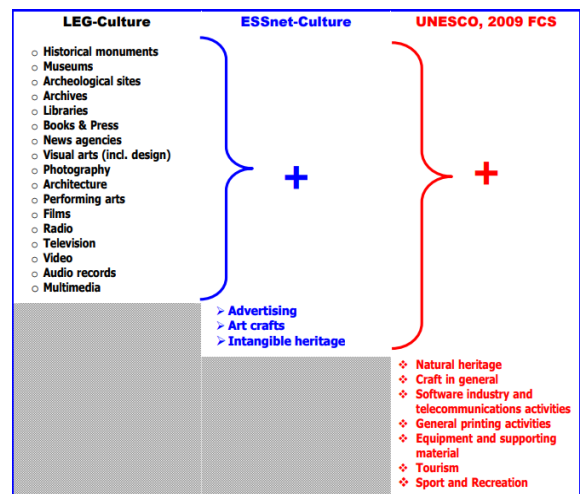 LEG-Culture
ESSnet-Culture
UNESCO, 2009 FCS
○ Historical monuments
○ Museums
○ Archeological sites
○ Archives
○ Libraries
○ Books & Press
○ News agencies
○ Visual arts (incl. design)
○ Photography
○ Architecture
○ Performing arts
○ Films
○ Radio
○ Television
○ Video
○ Audio records
○ Multimedia
+
+
➢ Advertising
➢ Art crafts
➢ Intangible heritage
❖ Natural heritage
❖ Craft in general
❖ Software industry and
telecommunications activities
❖ General printing activities
❖ Equipment and supporting
material
❖ Tourism
❖ Sport and Recreation